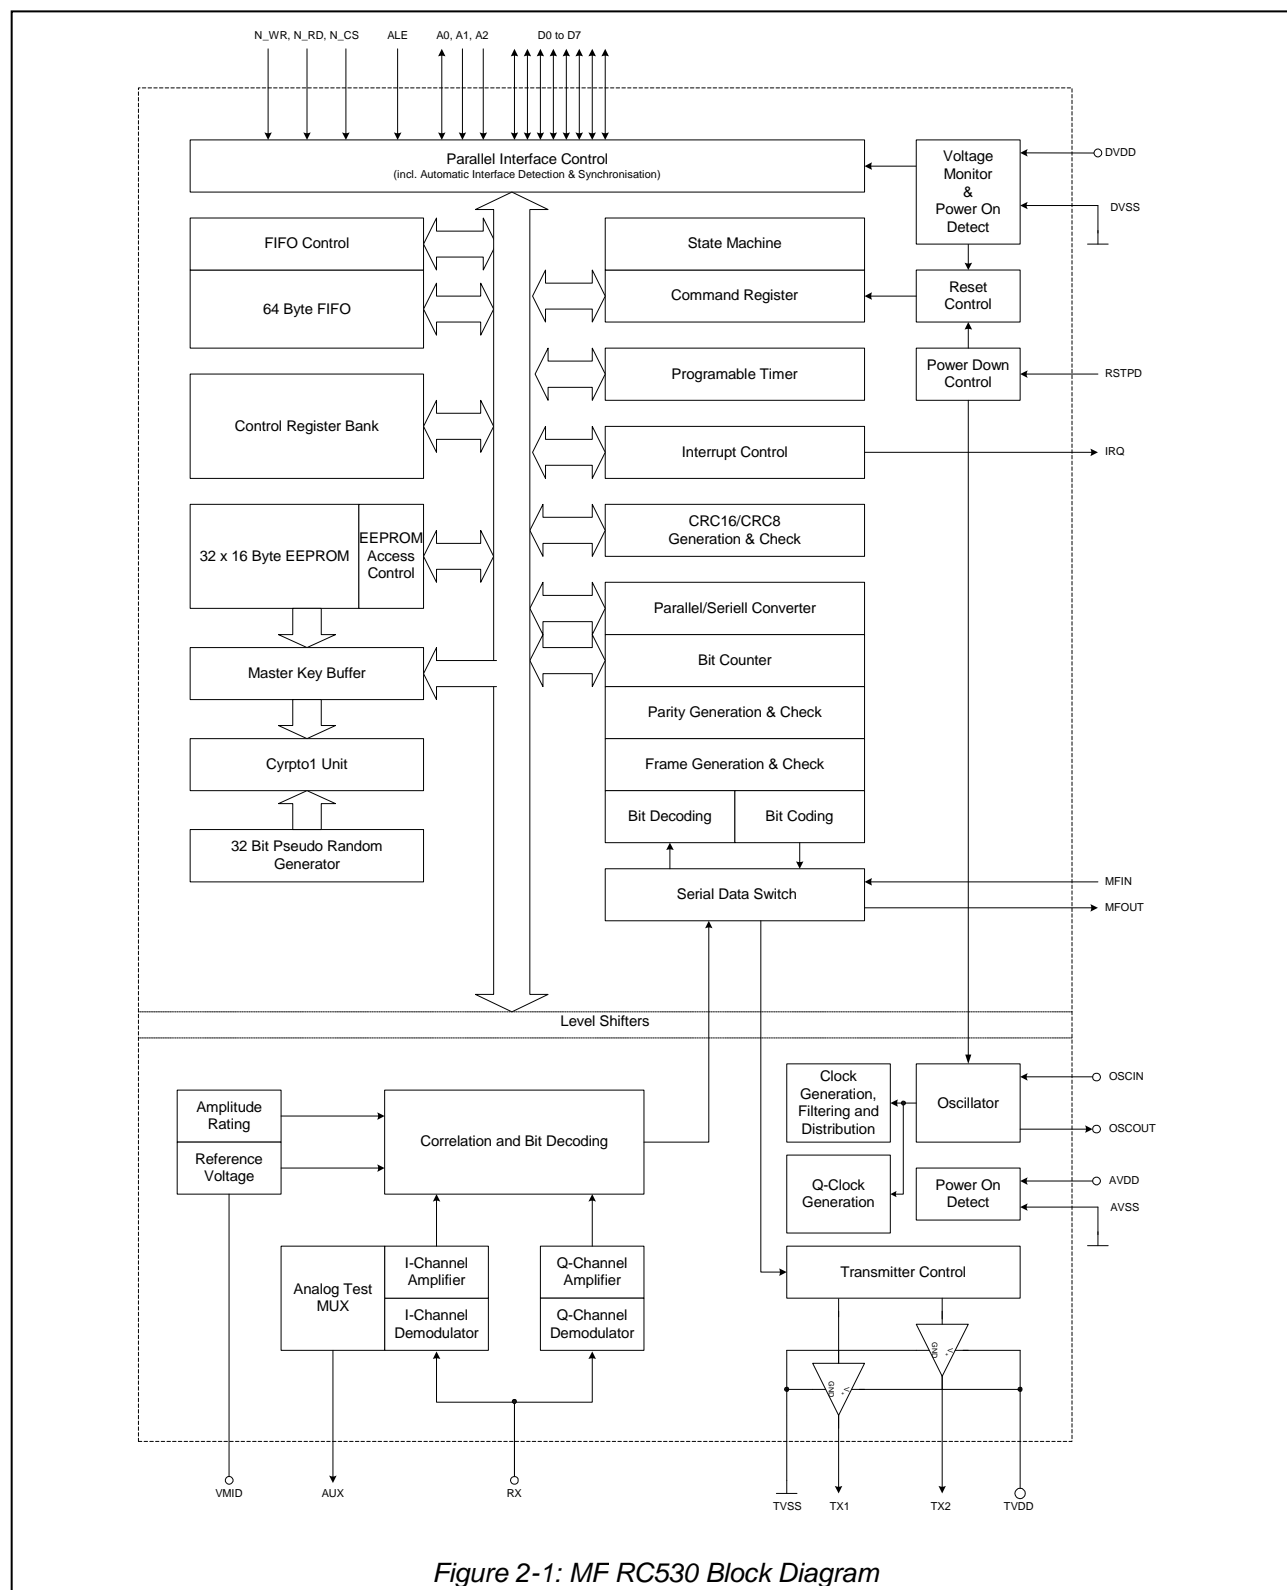 N_WR, N_RD, N_CS
ALE
A0, A1, A2
D0 to D7
Parallel Interface Control
(incl. Automatic Interface Detection & Synchronisation)
Voltage
Monitor
&
Power On
Detect
DVDD
DVSS
FIFO Control
64 Byte FIFO
State Machine
Command Register
Reset
Control
Programable Timer
Power Down
Control
RSTPD
Control Register Bank
Interrupt Control
IRQ
32 x 16 Byte EEPROM
EEPROM
Access
Control
CRC16/CRC8
Generation & Check
Parallel/Seriell Converter
Bit Counter
Master Key Buffer
Parity Generation & Check
Cyrpto1 Unit
Frame Generation & Check
Bit Decoding
Bit Coding
32 Bit Pseudo Random
Generator
Serial Data Switch
MFIN
MFOUT
Level Shifters
Amplitude
Rating
Reference
Voltage
Correlation and Bit Decoding
Clock
Generation,
Filtering and
Distribution
Oscillator
OSCIN
OSCOUT
Q-Clock
Generation
Power On
Detect
AVDD
AVSS
Analog Test
MUX
I-Channel
Amplifier
I-Channel
Demodulator
Q-Channel
Amplifier
Q-Channel
Demodulator
Transmitter Control
GND
V+
GND
V+
VMID
AUX
RX
TVSS
TX1
TX2
TVDD
Figure 2-1: MF RC530 Block Diagram